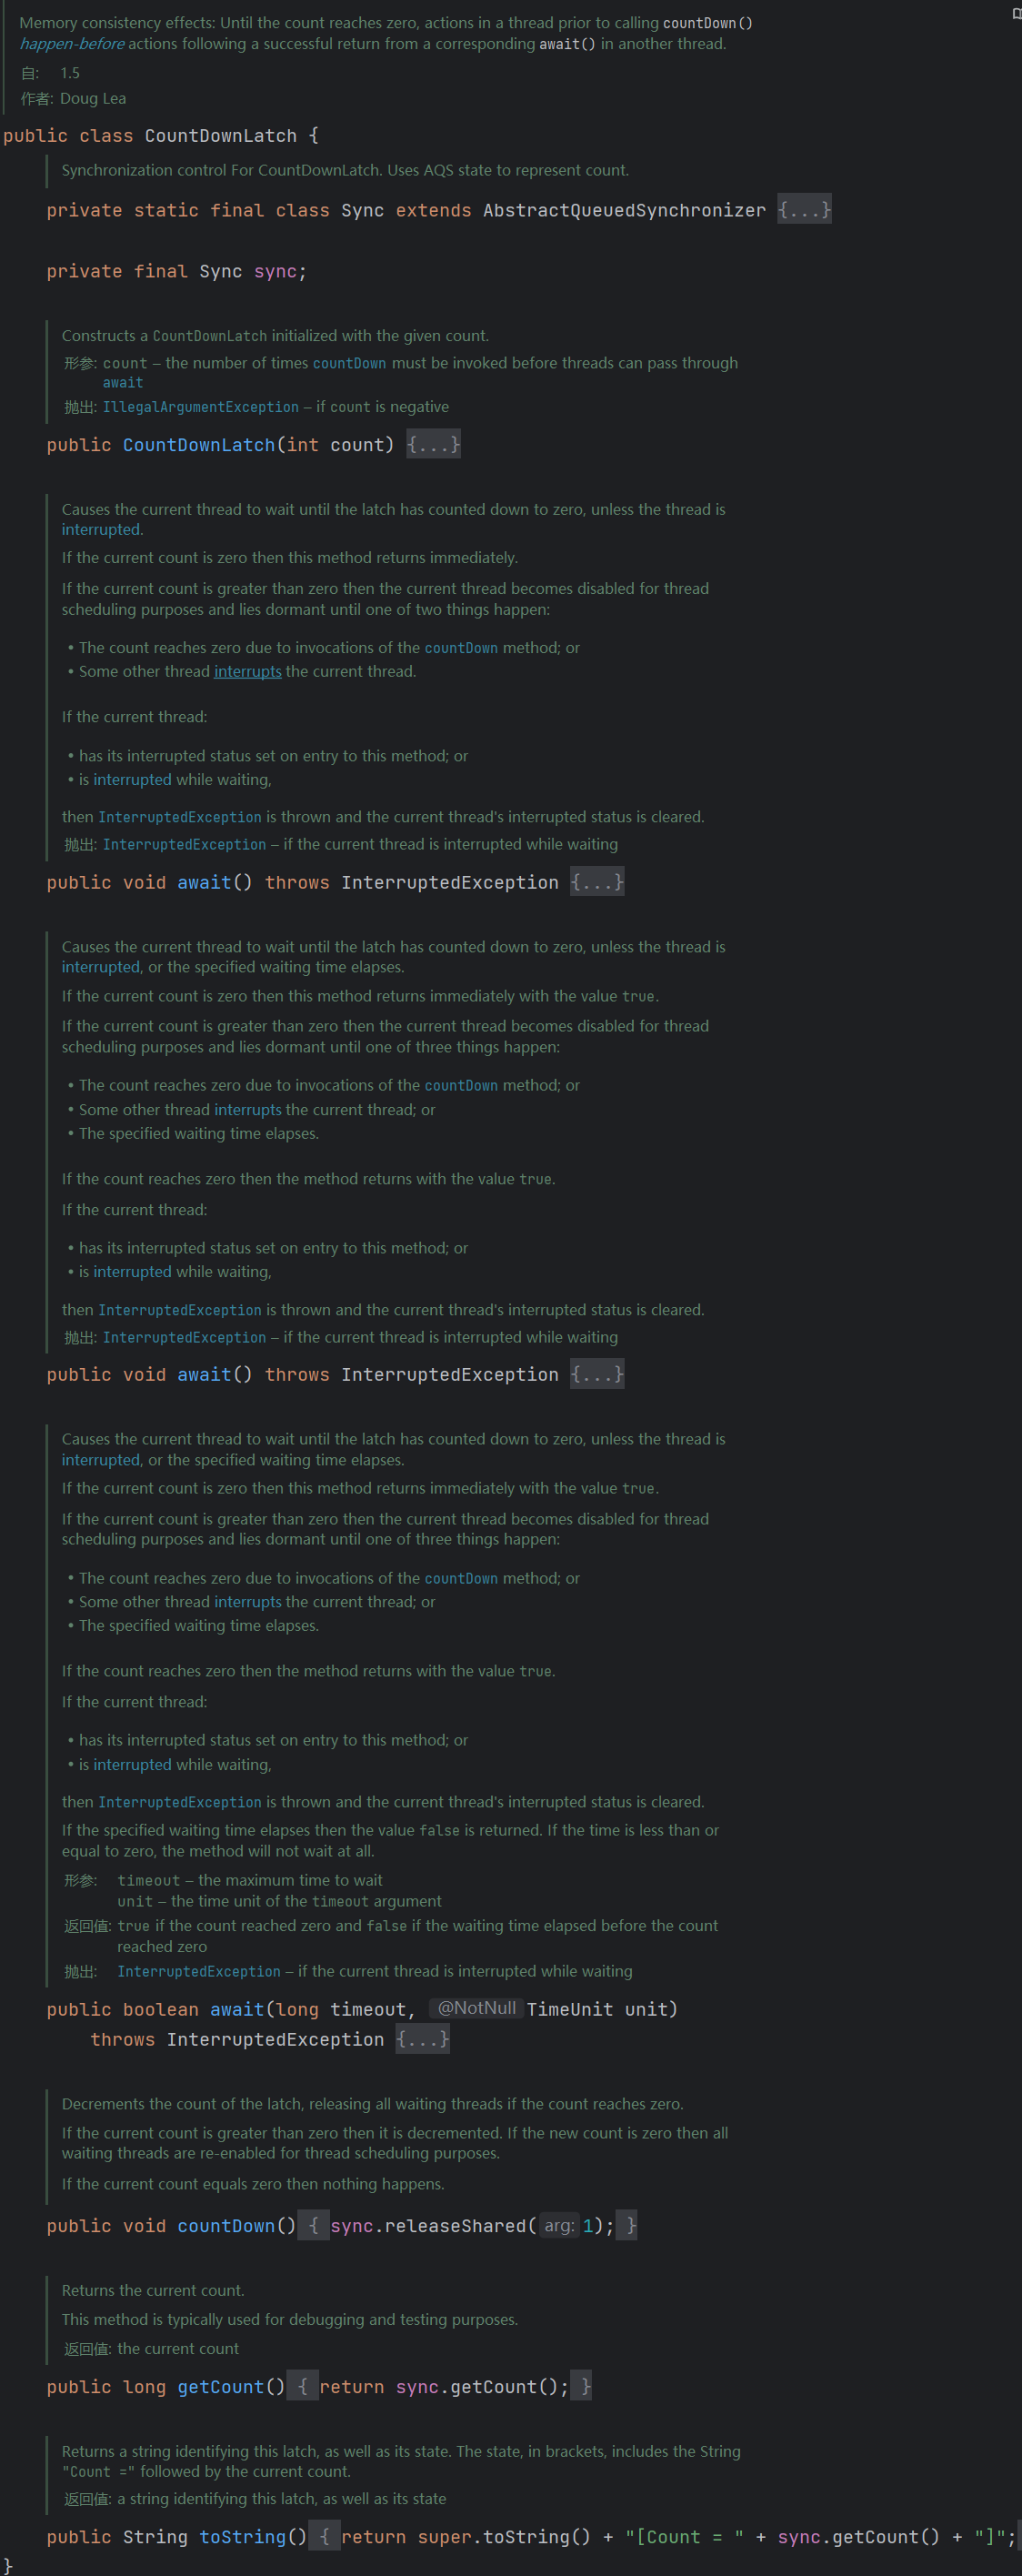 Memory consistency effects: Until the count reaches zero, actions in a thread prior to calling countDown()
happen-before actions following a successful return from a corresponding await() in another thread.
自: 1.5
作者: Doug Lea
public class CountDownLatch {
Synchronization control For CountDownLatch. Uses AQS state to represent count.
private static final class Sync extends AbstractQueuedSynchronizer {...}
private final Sync sync;
Constructs a CountDownLatch initialized with the given count.
形参: count – the number of times countDown must be invoked before threads can pass through
await
抛出: IllegalArgumentException – if count is negative
public CountDownLatch(int count) {...}
Causes the current thread to wait until the latch has counted down to zero, unless the thread is
interrupted.
If the current count is zero then this method returns immediately.
If the current count is greater than zero then the current thread becomes disabled for thread
scheduling purposes and lies dormant until one of two things happen:
• The count reaches zero due to invocations of the countDown method; or
• Some other thread interrupts the current thread.
If the current thread:
• has its interrupted status set on entry to this method; or
• is interrupted while waiting,
then InterruptedException is thrown and the current thread's interrupted status is cleared.
抛出: InterruptedException – if the current thread is interrupted while waiting
public void await() throws InterruptedException {...}
Causes the current thread to wait until the latch has counted down to zero, unless the thread is
interrupted, or the specified waiting time elapses.
If the current count is zero then this method returns immediately with the value true.
If the current count is greater than zero then the current thread becomes disabled for thread
scheduling purposes and lies dormant until one of three things happen:
• The count reaches zero due to invocations of the countDown method; or
• Some other thread interrupts the current thread; or
• The specified waiting time elapses.
If the count reaches zero then the method returns with the value true.
If the current thread:
• has its interrupted status set on entry to this method; or
• is interrupted while waiting,
then InterruptedException is thrown and the current thread's interrupted status is cleared.
抛出: InterruptedException – if the current thread is interrupted while waiting
public void await() throws InterruptedException {...}
Causes the current thread to wait until the latch has counted down to zero, unless the thread is
interrupted, or the specified waiting time elapses.
If the current count is zero then this method returns immediately with the value true.
If the current count is greater than zero then the current thread becomes disabled for thread
scheduling purposes and lies dormant until one of three things happen:
• The count reaches zero due to invocations of the countDown method; or
• Some other thread interrupts the current thread; or
• The specified waiting time elapses.
If the count reaches zero then the method returns with the value true.
If the current thread:
• has its interrupted status set on entry to this method; or
• is interrupted while waiting,
then InterruptedException is thrown and the current thread's interrupted status is cleared.
If the specified waiting time elapses then the value false is returned. If the time is less than or
equal to zero, the method will not wait at all.
形参: timeout – the maximum time to wait
unit – the time unit of the timeout argument
返回值: true if the count reached zero and false if the waiting time elapsed before the count
reached zero
抛出: InterruptedException – if the current thread is interrupted while waiting
public boolean await(long timeout, @NotNull TimeUnit unit)
throws InterruptedException {...}
Decrements the count of the latch, releasing all waiting threads if the count reaches zero.
If the current count is greater than zero then it is decremented. If the new count is zero then all
waiting threads are re-enabled for thread scheduling purposes.
If the current count equals zero then nothing happens.
public void countDown() { sync.releaseShared( arg: 1); }
Returns the current count.
This method is typically used for debugging and testing purposes.
返回值: the current count
public long getCount() { return sync.getCount(); }
Returns a string identifying this latch, as well as its state. The state, in brackets, includes the String
"Count =" followed by the current count.
返回值: a string identifying this latch, as well as its state
public String toString() { return super.toString() + "[Count = " + sync.getCount() + "]";
}